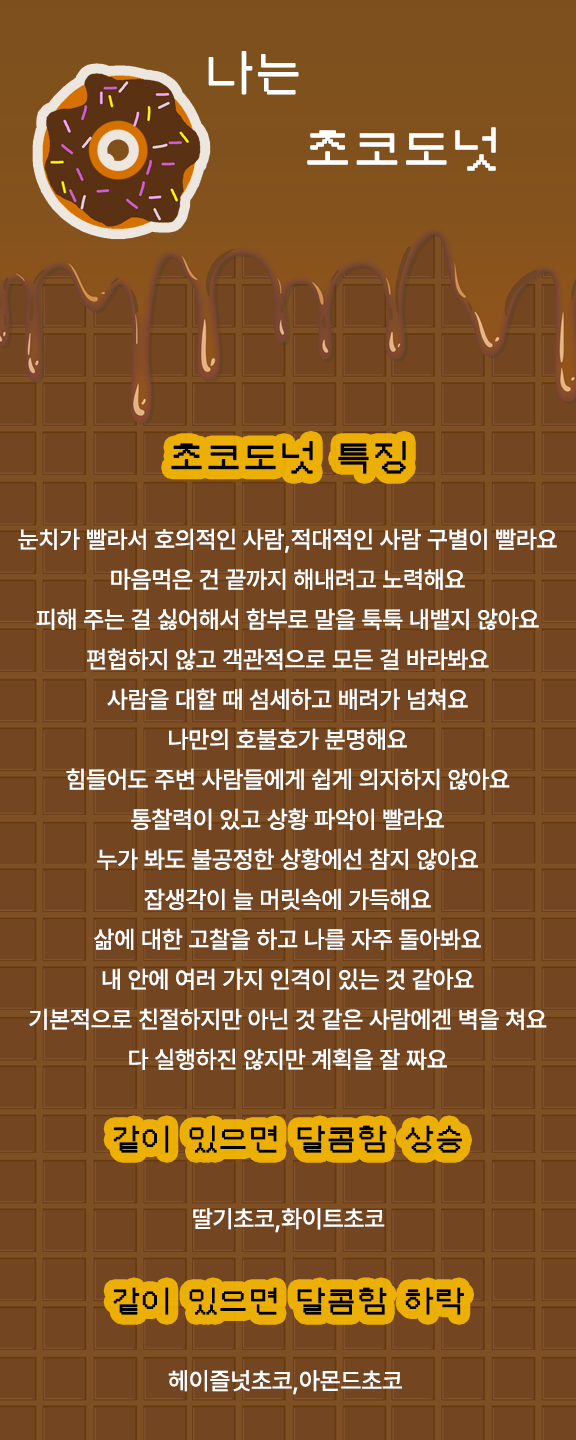 나는
초코도넛
초코도넛 특징
눈치가 빨라서 호의적인 사람,적대적인 사람 구별이 빨라요
마음먹은 건 끝까지 해내려고 노력해요
피해 주는 걸 싫어해서 함부로 말을 툭툭 내뱉지 않아요
편협하지 않고 객관적으로 모든 걸 바라봐요
사람을 대할 때 섬세하고 배려가 넘쳐요
나만의 호불호가 분명해요
힘들어도 주변 사람들에게 쉽게 의지하지 않아요
통찰력이 있고 상황 파악이 빨라요
누가 봐도 불공정한 상황에선 참지 않아요
잡생각이 늘 머릿속에 가득해요
삶에 대한 고찰을 하고 나를 자주 돌아봐요
내 안에 여러 가지 인격이 있는 것 같아요
기본적으로 친절하지만 아닌 것 같은 사람에겐 벽을 쳐요
다 실행하진 않지만 계획을 잘 짜요
같이 있으면 달콤함 상승
딸기초코,화이트초코
같이 있으면 달콤함 하락
헤이즐넛초코,아몬드초코